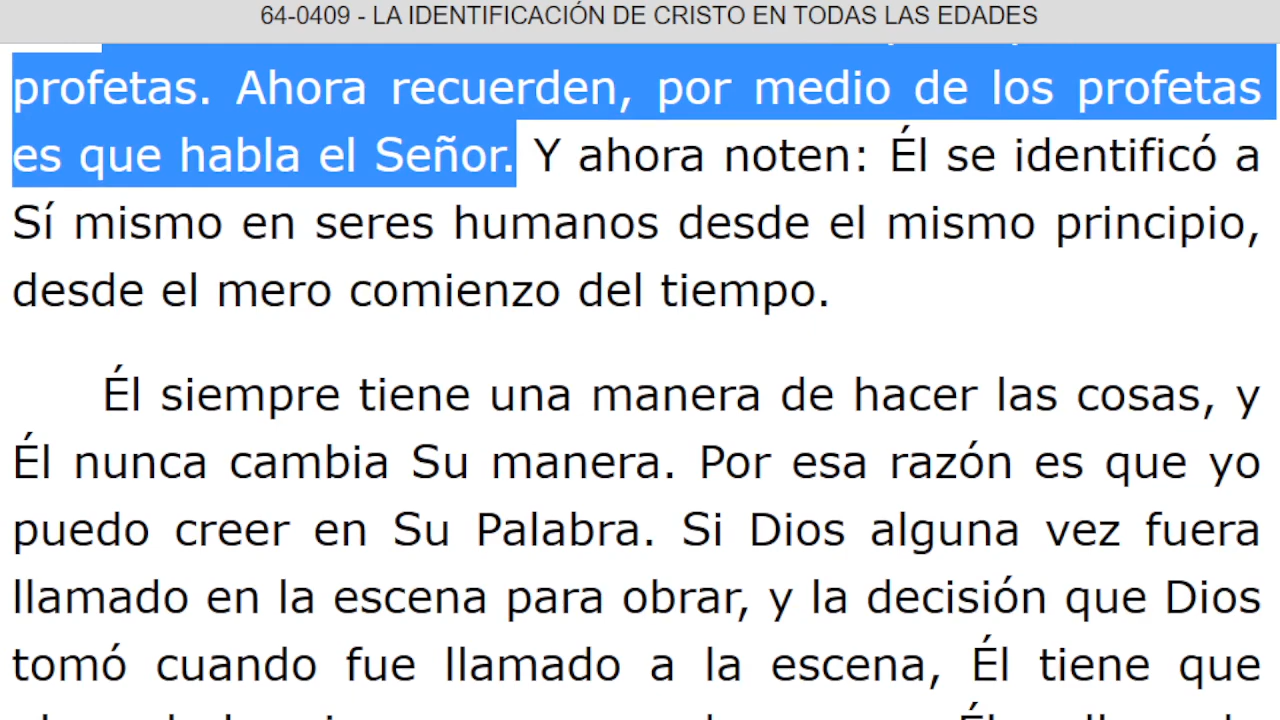 64-0409 - LA IDENTIFICACIÓN DE CRISTO EN TODAS LAS EDADES
profetas. Ahora recuerden, por medio de los profetas
es que habla el Señor. Y ahora noten: Él se identificó a
Sí mismo en seres humanos desde el mismo principio,
desde el mero comienzo del tiempo.
Él siempre tiene una manera de hacer las cosas, y
Él nunca cambia Su manera. Por esa razón es que yo
puedo creer en Su Palabra. Si Dios alguna vez fuera
llamado en la escena para obrar, y la decisión que Dios
tomó cuando fue llamado a la escena, Él tiene que